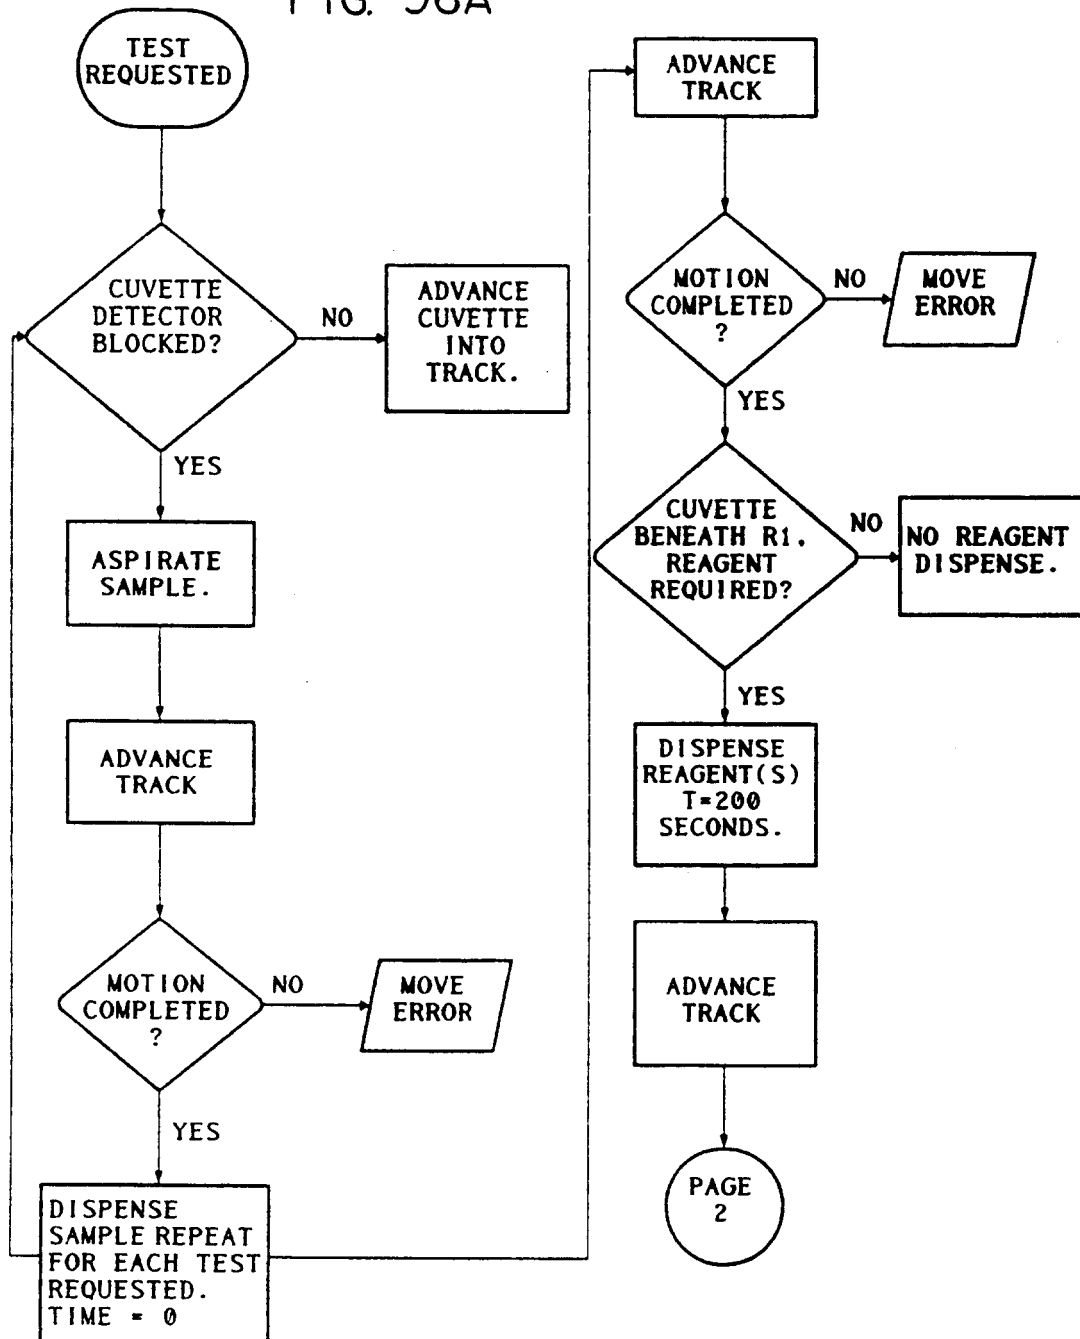 TEST
REQUESTED
CUVETTE
DETECTOR
BLOCKED?
NO
ADVANCE
CUVETTE
INTO
TRACK.
YES
ASPIRATE
SAMPLE.
ADVANCE
TRACK
MOTION
COMPLETED
?
NO
MOVE
ERROR
YES
DISPENSE
SAMPLE REPEAT
FOR EACH TEST
REQUESTED.
TIME = 0
ADVANCE
TRACK
MOTION
COMPLETED
?
NO
MOVE
ERROR
YES
CUVETTE
BENEATH R1.
REAGENT
REQUIRED?
NO
NO REAGENT
DISPENSE.
YES
DISPENSE
REAGENT(S)
T=200
SECONDS.
ADVANCE
TRACK
PAGE
2